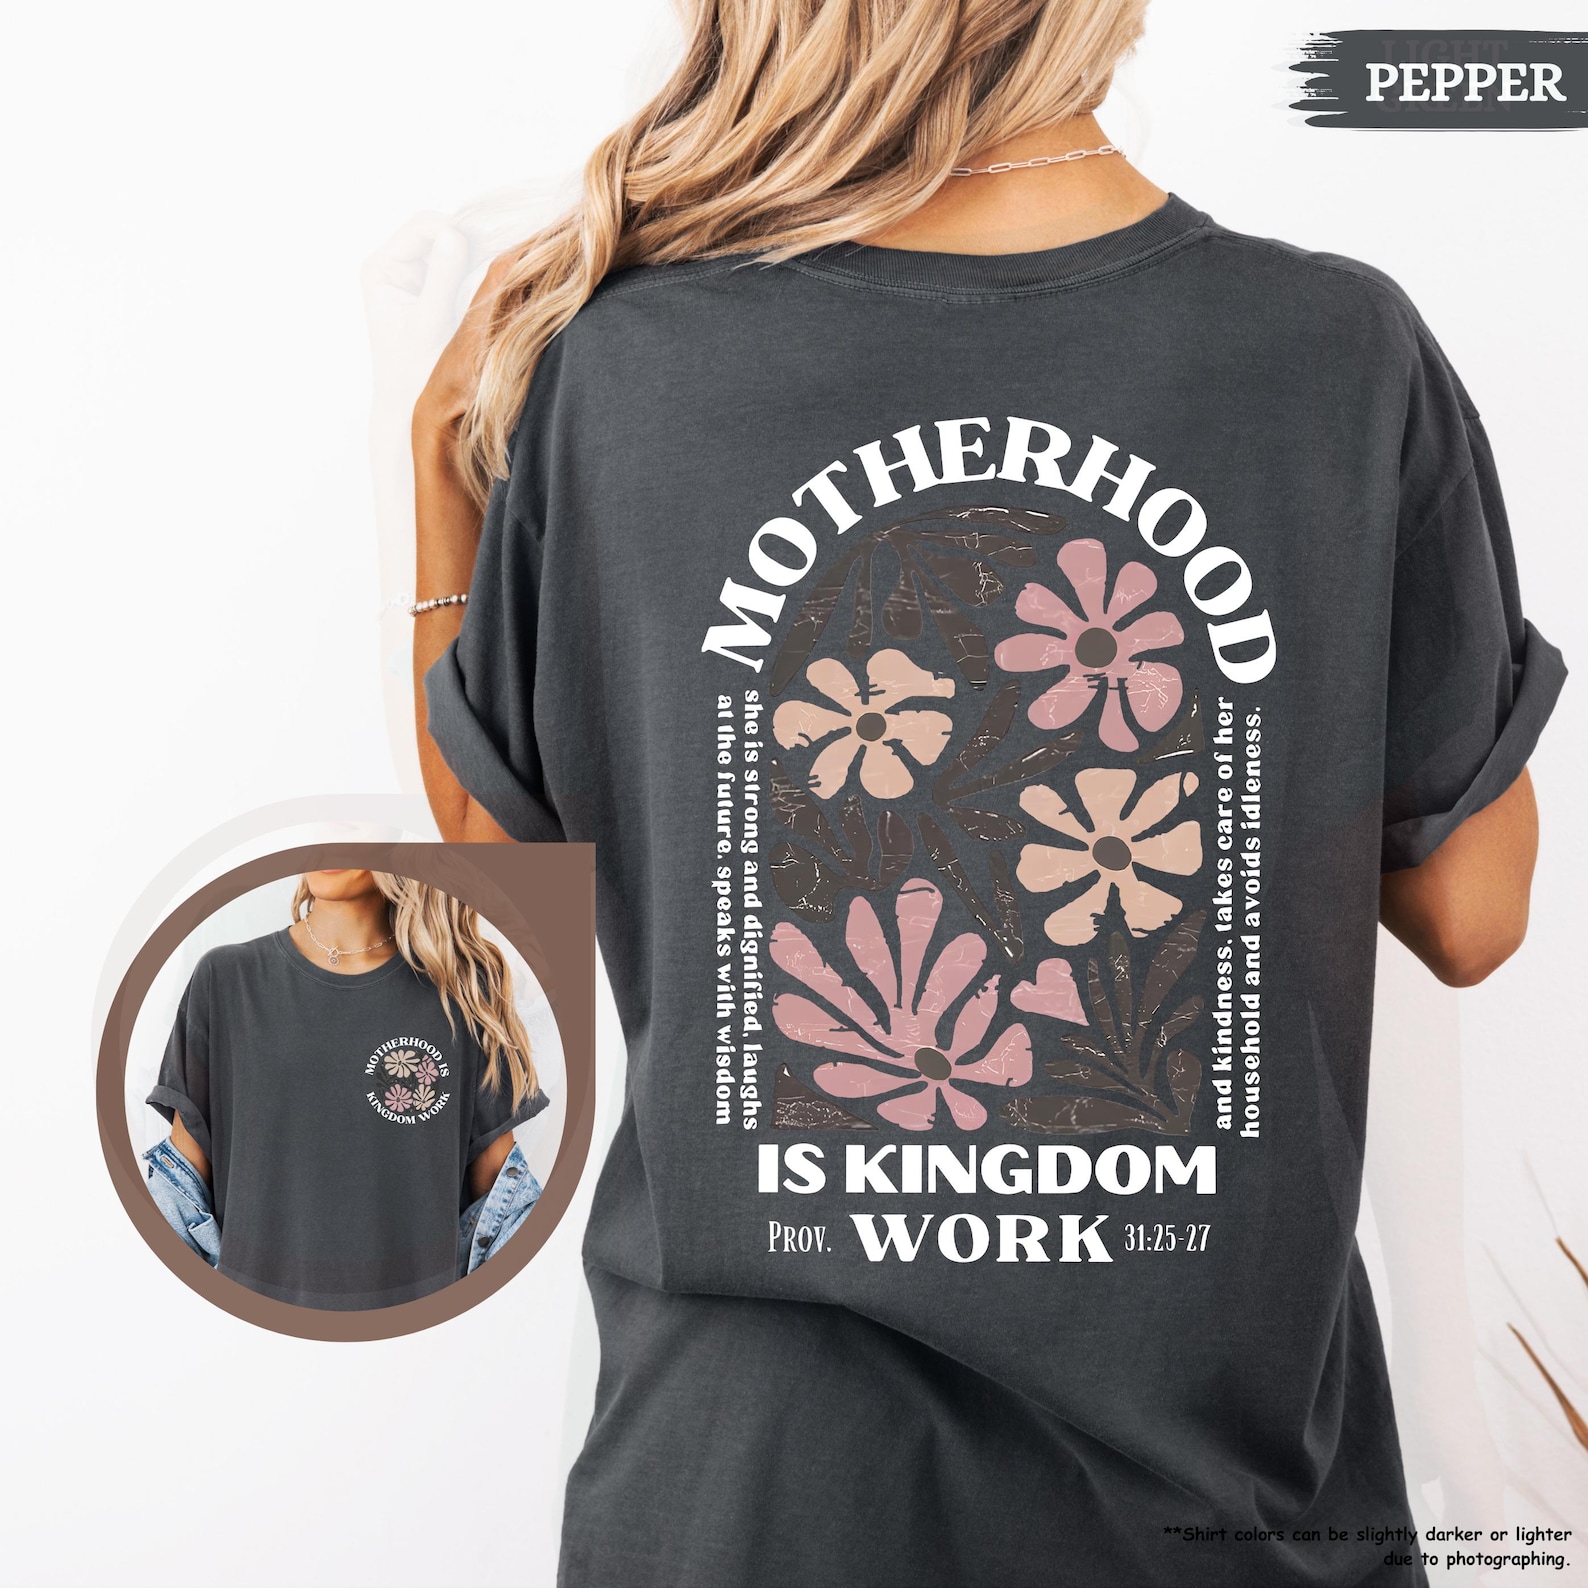 PEPPER
MOTHERHOOD
she is strong and dignified, laughs
at the future. speaks with wisdom
and kindness. takes care of her
household and avoids idleness.
IS KINGDOM
Prov. WORK 31:25-27
MOTHERHOOD IS
KINGDOM WORK
**Shirt colors can be slightly darker or lighter
due to photographing.